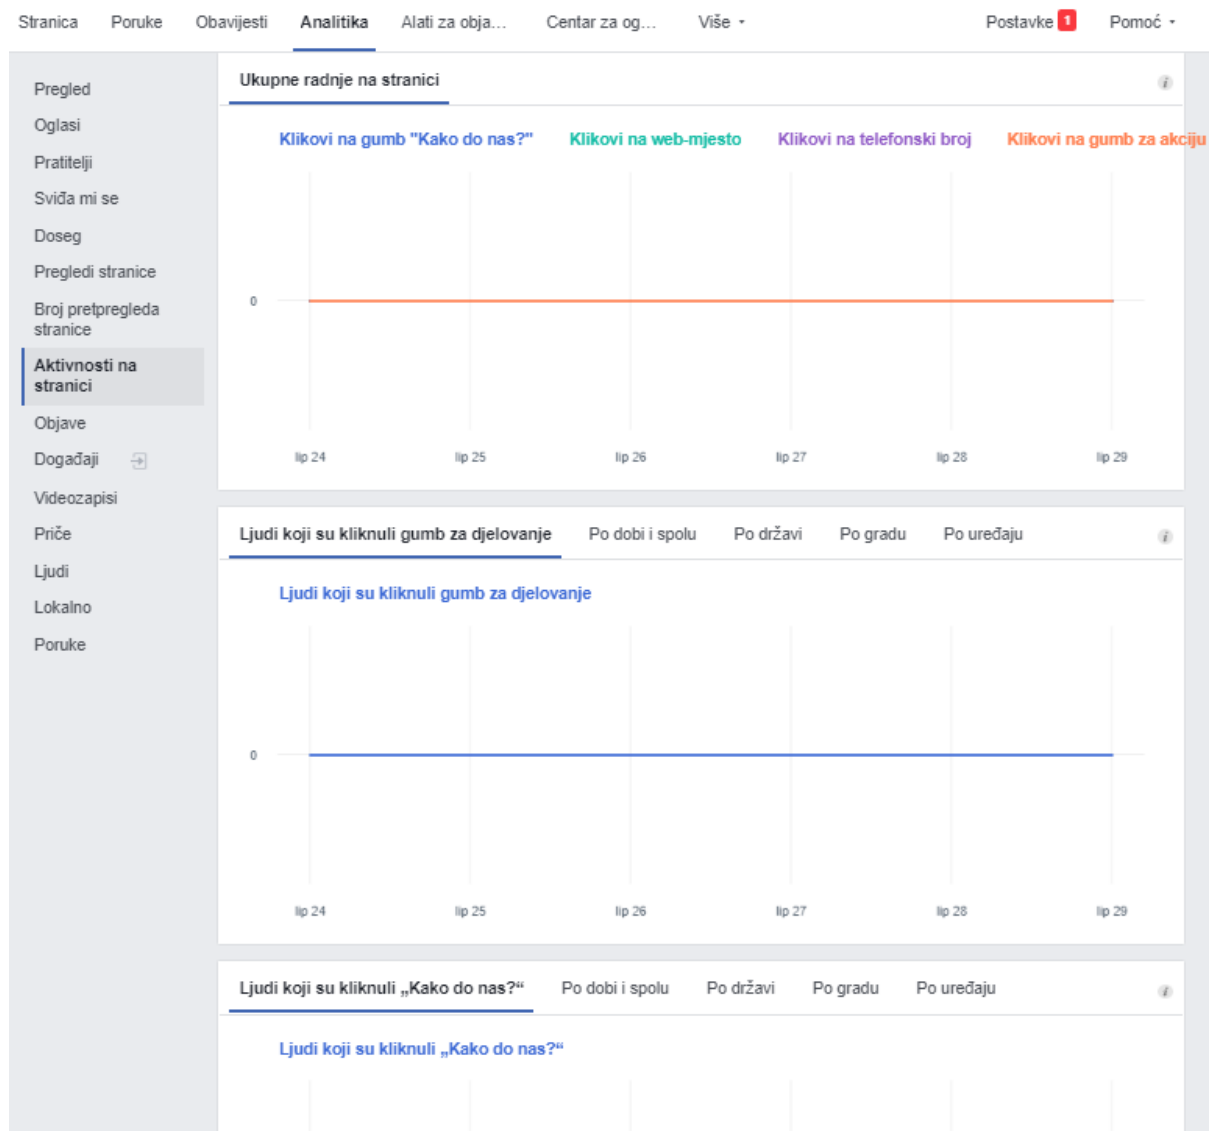 Stranica Poruke Obavijesti Analitika Alati za obja... Centar za og... Više Postavke 1 Pomoć
Pregled
Oglasi
Pratitelji
Sviđa mi se
Doseg
Pregledi stranice
Broj pretpregleda
stranice
Aktivnosti na
stranici
Objave
Događaji
Videozapisi
Priče
Ljudi
Lokalno
Poruke
Ukupne radnje na stranici i
Klikovi na gumb "Kako do nas?" Klikovi na web-mjesto Klikovi na telefonski broj Klikovi na gumb za akciju
0
lip 24 lip 25 lip 26 lip 27 lip 28 lip 29
Ljudi koji su kliknuli gumb za djelovanje Po dobi i spolu Po državi Po gradu Po uređaju i
Ljudi koji su kliknuli gumb za djelovanje
0
lip 24 lip 25 lip 26 lip 27 lip 28 lip 29
Ljudi koji su kliknuli „Kako do nas?“ Po dobi i spolu Po državi Po gradu Po uređaju i
Ljudi koji su kliknuli „Kako do nas?“